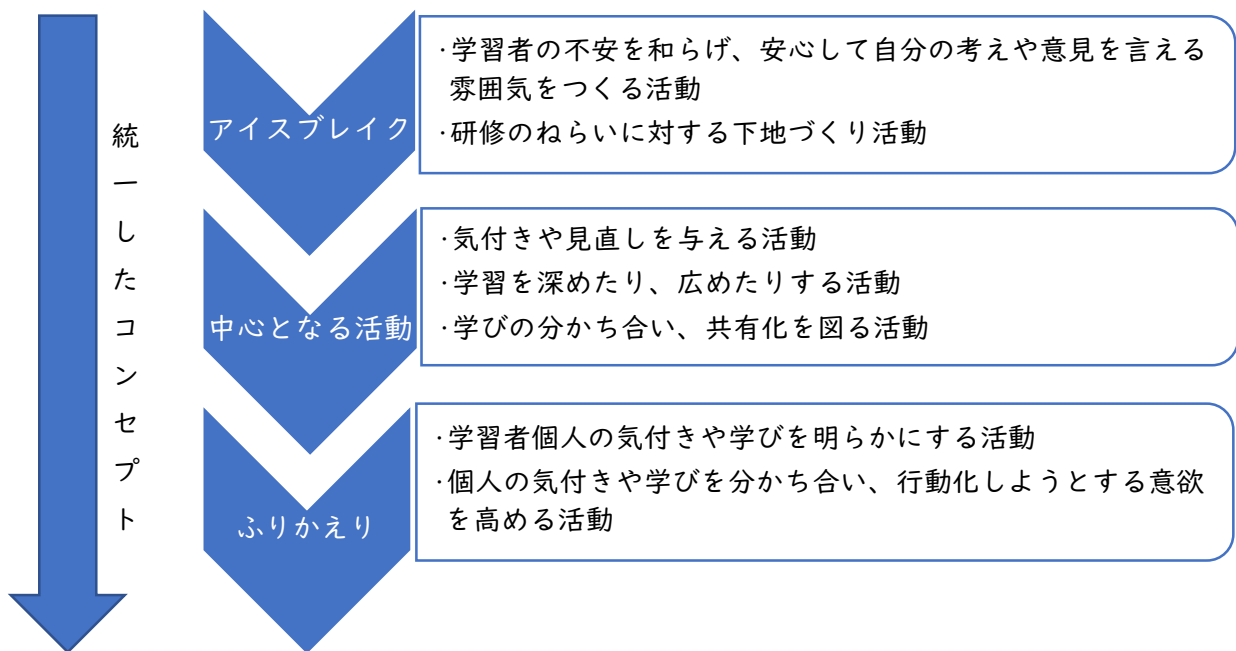 統一したコンセプト
アイスブレイク
・学習者の不安を和らげ、安心して自分の考えや意見を言える
雰囲気をつくる活動
・研修のねらいに対する下地づくり活動
中心となる活動
・気付きや見直しを与える活動
・学習を深めたり、広めたりする活動
・学びの分かち合い、共有化を図る活動
ふりかえり
・学習者個人の気付きや学びを明らかにする活動
・個人の気付きや学びを分かち合い、行動化しようとする意欲
を高める活動